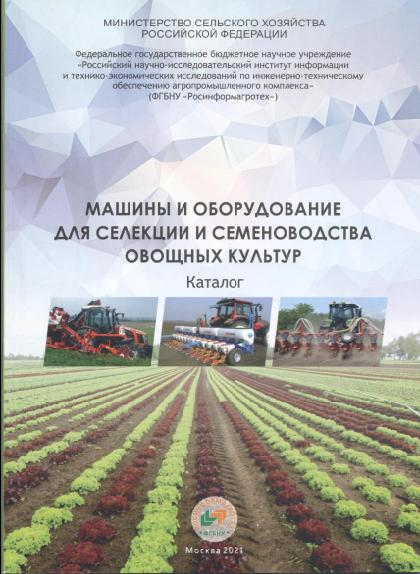 МИНИСТЕРСТВО СЕЛЬСКОГО ХОЗЯЙСТВА
РОССИЙСКОЙ ФЕДЕРАЦИИ
Федеральное государственное бюджетное научное учреждение
«Российский научно-исследовательский институт информации
и технико-экономических исследований по инженерно-техническому
обеспечению агропромышленного комплекса»
(ФГБНУ «Росинформагротех»)
МАШИНЫ И ОБОРУДОВАНИЕ
ДЛЯ СЕЛЕКЦИИ И СЕМЕНОВОДСТВА
ОВОЩНЫХ КУЛЬТУР
Каталог
ФГБНУ
Москва 2021